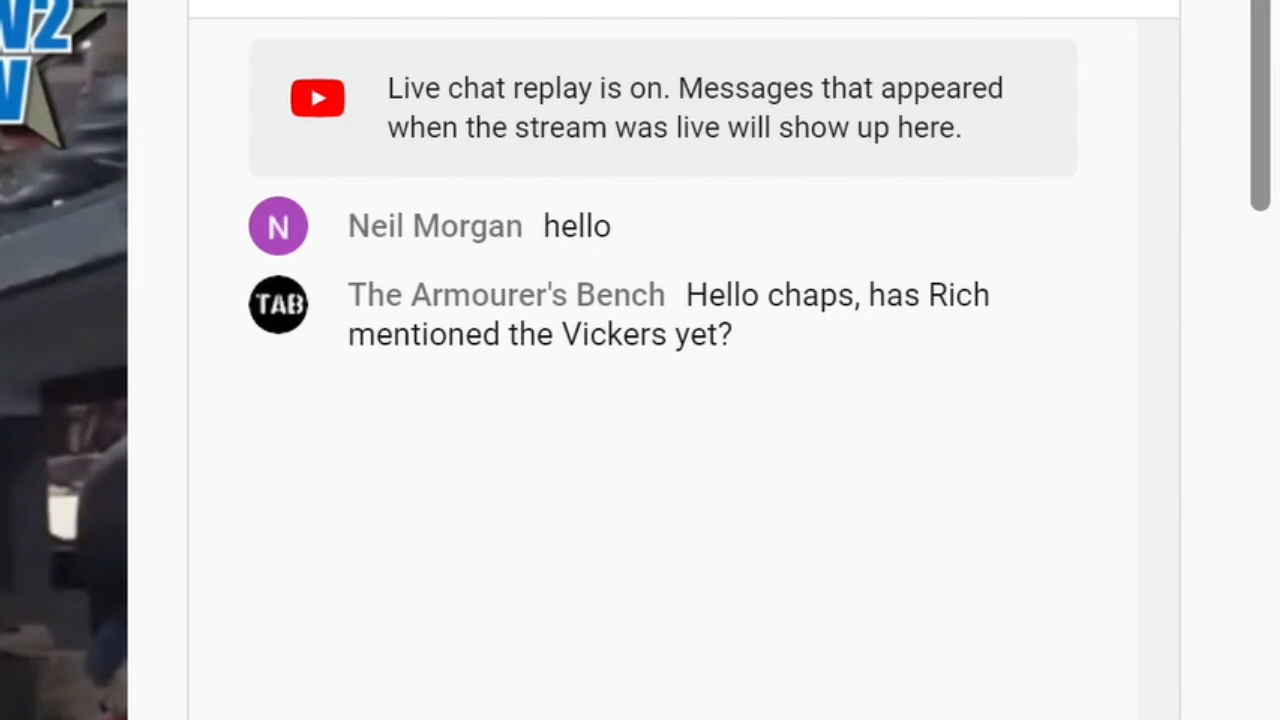 W2
W
Live chat replay is on. Messages that appeared
when the stream was live will show up here.
N Neil Morgan hello
TAB The Armourer's Bench Hello chaps, has Rich
mentioned the Vickers yet?